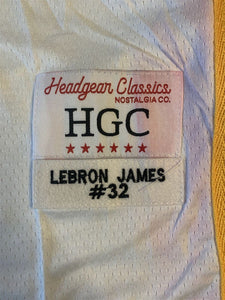 Headgear Classics
NOSTALGIA CO.
HGC
LEBRON JAMES
#32